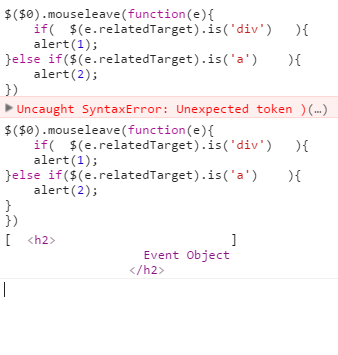 $($0).mouseleave(function(e){
    if(  $(e.relatedTarget).is('div')   ){
    alert(1);
}else if($(e.relatedTarget).is('a')    ){
    alert(2);
})
Uncaught SyntaxError: Unexpected token )(…)
$($0).mouseleave(function(e){
    if(  $(e.relatedTarget).is('div')   ){
    alert(1);
}else if($(e.relatedTarget).is('a')    ){
    alert(2);
}
})
[  <h2>                        ]
Event Object
</h2>